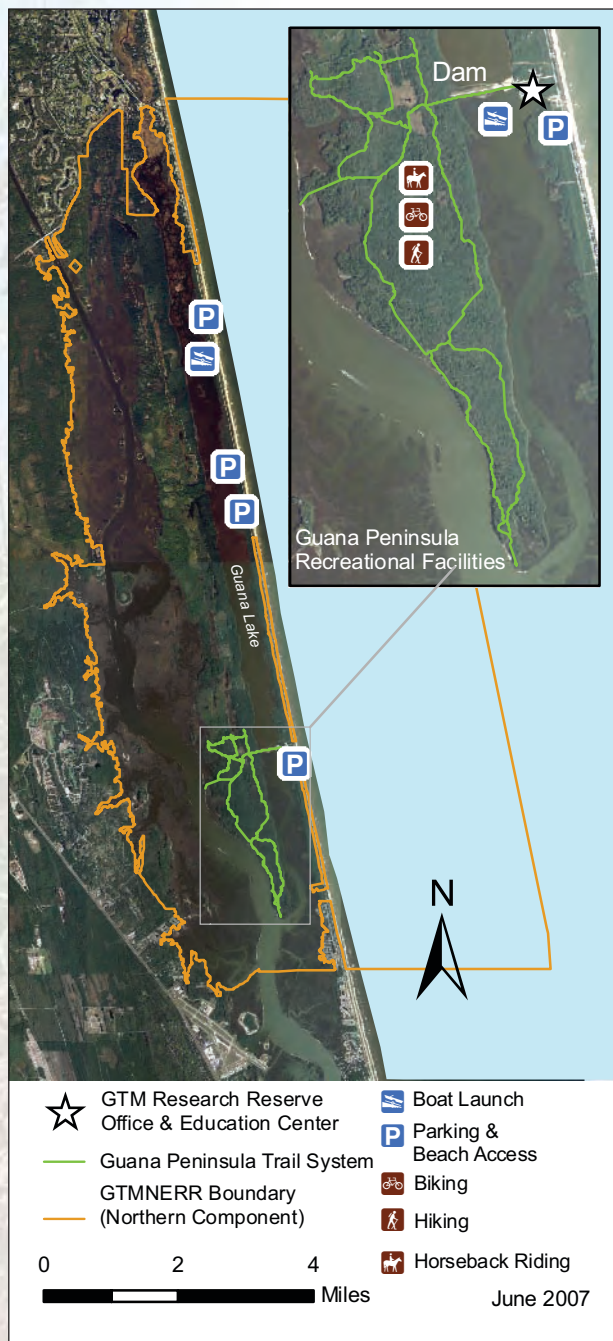 Dam
P
Guana Peninsula
Recreational Facilities
P
P
P
Guana Lake
P
N
GTM Research Reserve
Office & Education Center
Guana Peninsula Trail System
GTMNERR Boundary
(Northern Component)
Boat Launch
P
Parking &
Beach Access
Biking
Hiking
Horseback Riding
0 2 4
Miles
June 2007